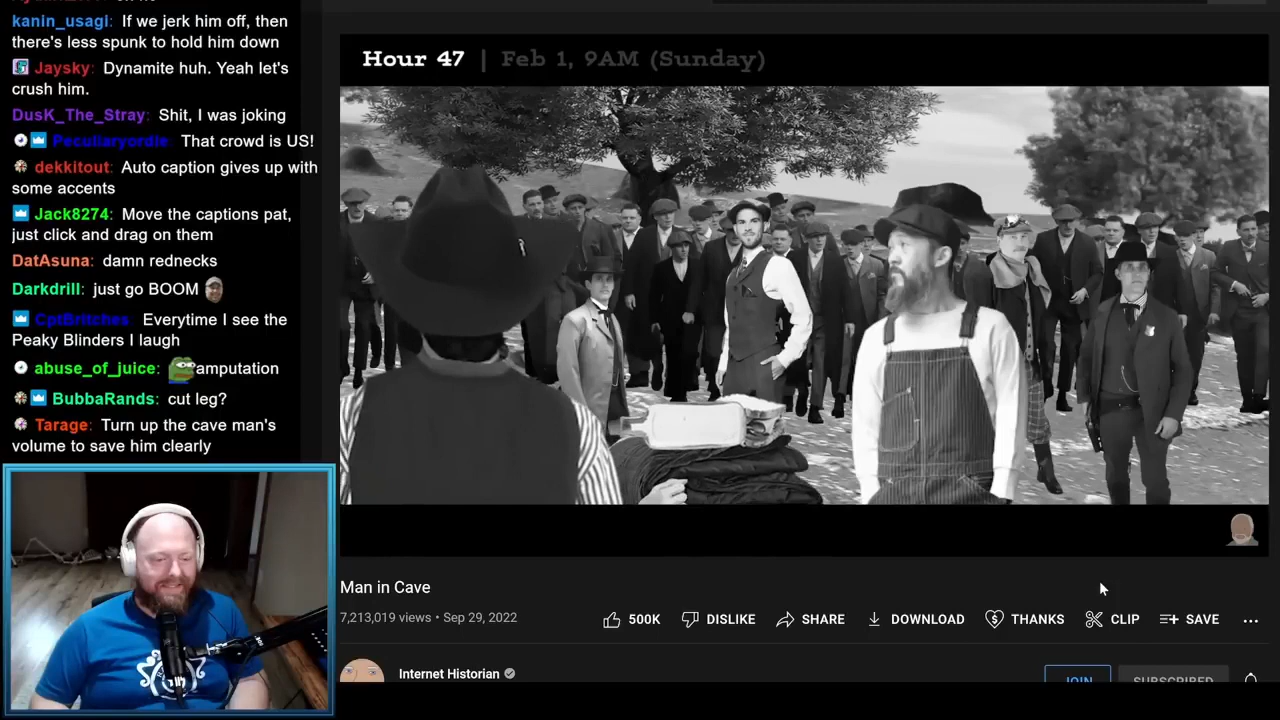 kanin_usagi: If we jerk him off, then
there's less spunk to hold him down
Jaysky: Dynamite huh. Yeah let's
crush him.
DusK_The_Stray: Shit, I was joking
Peculiaryordle: That crowd is US!
dekkitout: Auto caption gives up with
some accents
Jack8274: Move the captions pat,
just click and drag on them
DatAsuna: damn rednecks
Darkdrill: just go BOOM
CptBritches: Everytime I see the
Peaky Blinders I laugh
abuse_of_juice: amputation
BubbaRands: cut leg?
Tarage: Turn up the cave man's
volume to save him clearly
Hour 47 | Feb 1, 9AM (Sunday)
Man in Cave
7,213,019 views • Sep 29, 2022
500K DISLIKE SHARE DOWNLOAD THANKS CLIP SAVE
Internet Historian
JOIN SUBSCRIBED